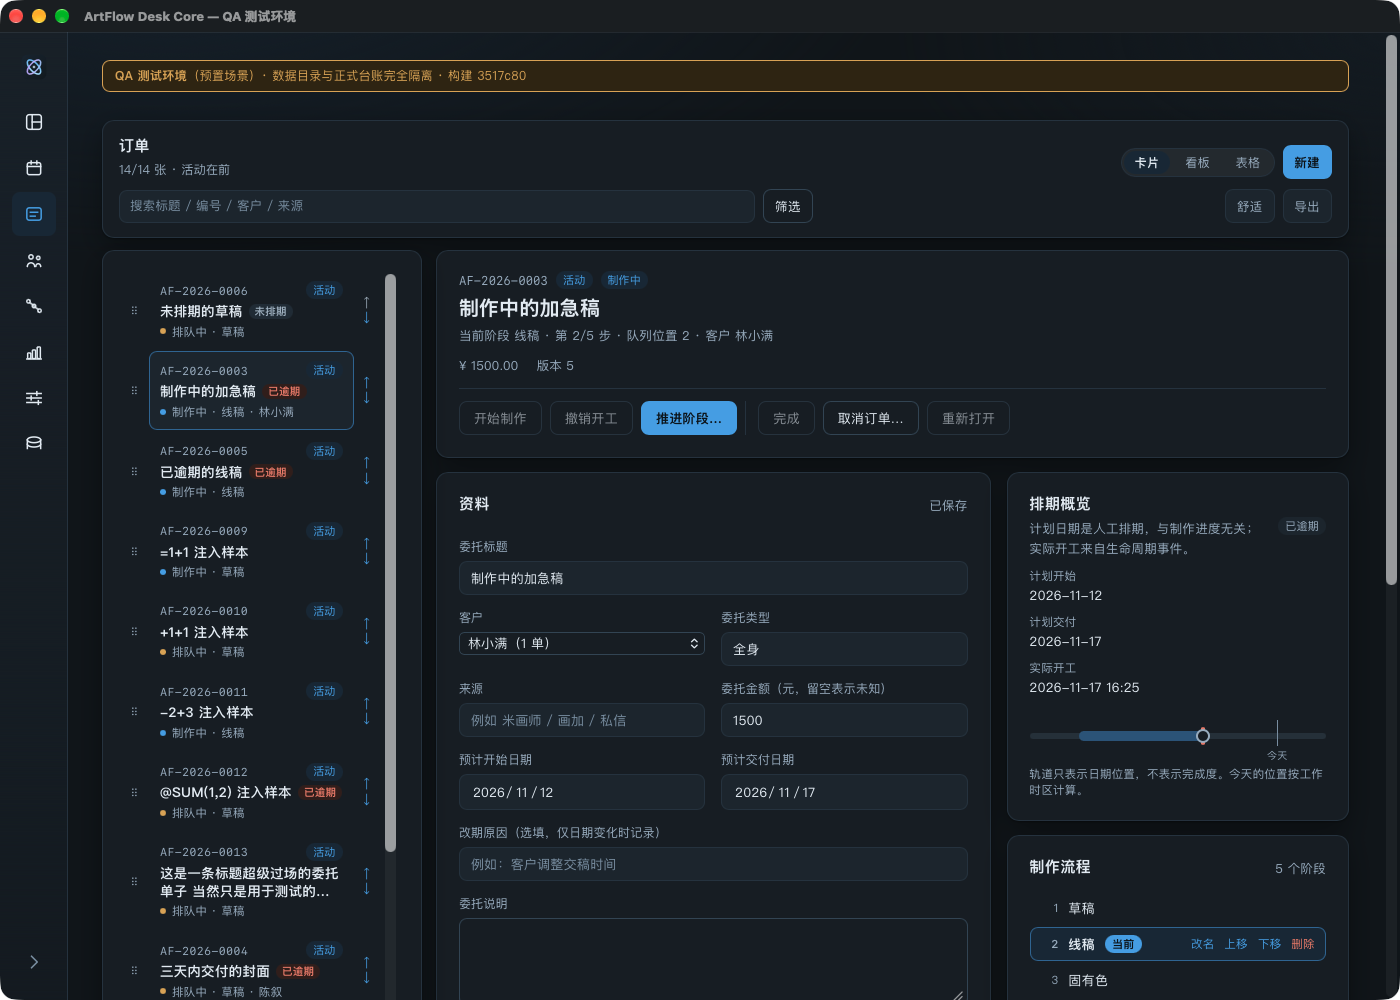 ArtFlow Desk Core — QA 测试环境
QA 测试环境（预置场景）· 数据目录与正式台账完全隔离 · 构建 3517c80
订单
14/14 张 · 活动在前
卡片 看板 表格 新建
搜索标题 / 编号 / 客户 / 来源 筛选 舒适 导出
AF-2026-0006 活动
未排期的草稿 未排期
排队中 · 草稿
AF-2026-0003 活动
制作中的加急稿 已逾期
制作中 · 线稿 · 林小满
AF-2026-0005 活动
已逾期的线稿 已逾期
制作中 · 线稿
AF-2026-0009 活动
=1+1 注入样本
制作中 · 草稿
AF-2026-0010 活动
+1+1 注入样本
排队中 · 草稿
AF-2026-0011 活动
-2+3 注入样本
制作中 · 线稿
AF-2026-0012 活动
@SUM(1,2) 注入样本 已逾期
排队中 · 草稿
AF-2026-0013 活动
这是一条标题超级过场的委托
单子 当然只是用于测试的…
排队中 · 草稿
AF-2026-0004 活动
三天内交付的封面 已逾期
排队中 · 草稿 · 陈叙
AF-2026-0003 活动 制作中
制作中的加急稿
当前阶段 线稿 · 第 2/5 步 · 队列位置 2 · 客户 林小满
¥ 1500.00 版本 5
开始制作 撤销开工 推进阶段… 完成 取消订单… 重新打开
资料 已保存
委托标题
制作中的加急稿
客户 委托类型
林小满（1 单） 全身
来源 委托金额（元，留空表示未知）
例如 米画师 / 画加 / 私信 1500
预计开始日期 预计交付日期
2026/11/12 2026/11/17
改期原因（选填，仅日期变化时记录）
例如：客户调整交稿时间
委托说明
排期概览 已逾期
计划日期是人工排期，与制作进度无关；
实际开工来自生命周期事件。
计划开始
2026-11-12
计划交付
2026-11-17
实际开工
2026-11-17 16:25
今天
轨道只表示日期位置，不表示完成度。今天的位置按工作
时区计算。
制作流程 5 个阶段
1 草稿
2 线稿 当前 改名 上移 下移 删除
3 固有色